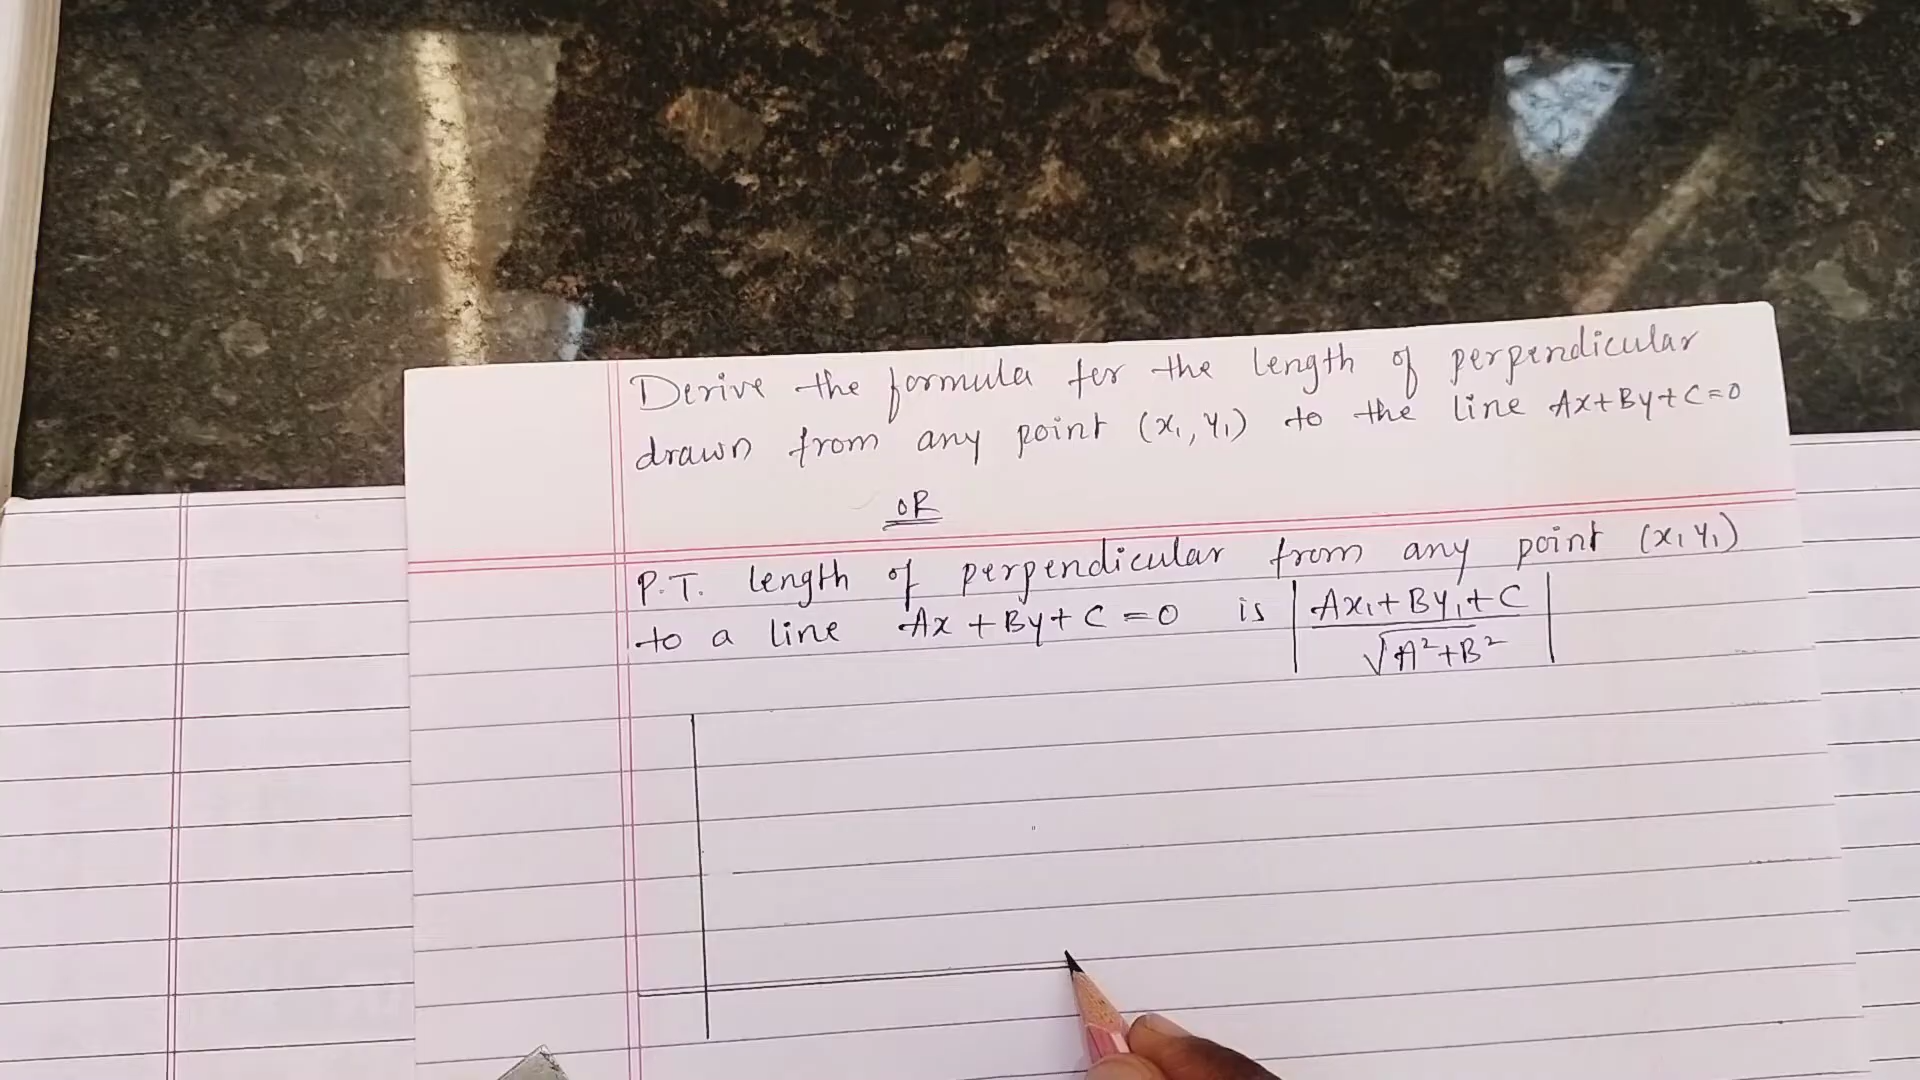 Derive the formula for the length of perpendicular
drawn from any point (x₁, y₁) to the line Ax+By+C=0
OR
P.T. length of perpendicular from any point (x₁ y₁)
to a line Ax + By + C = 0 is | Ax₁+By₁+C / √A²+B² |